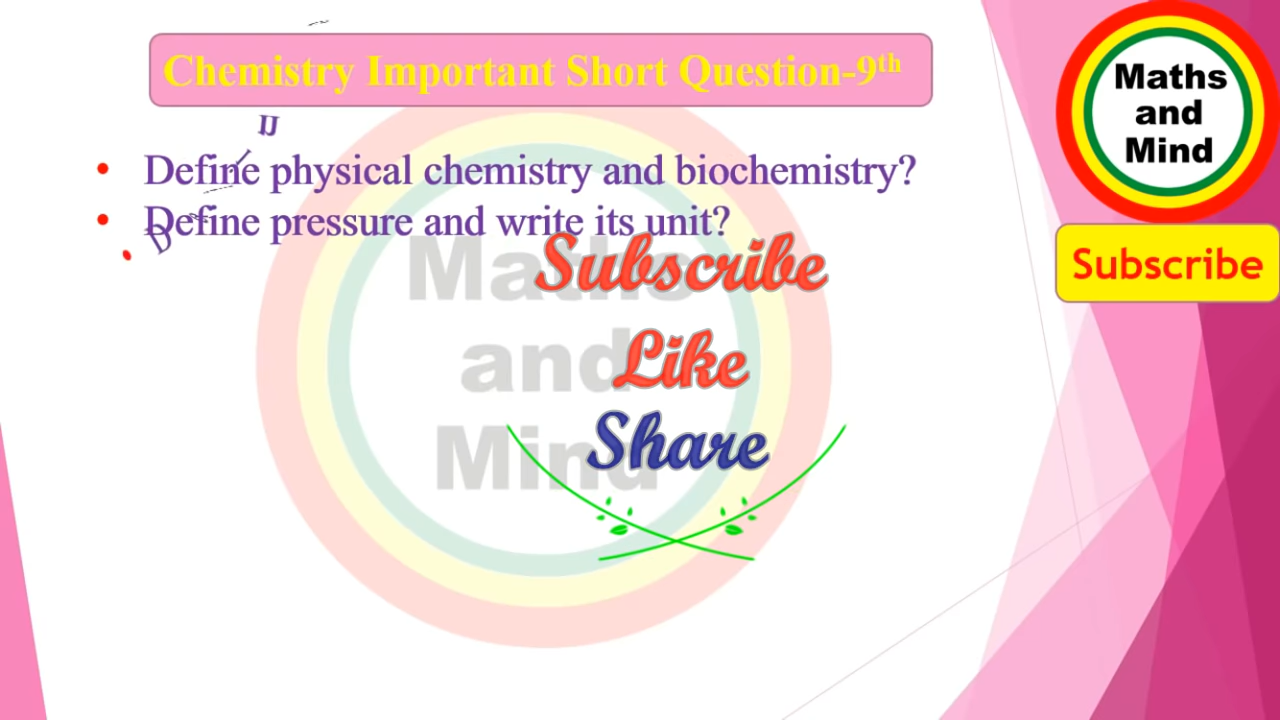 Chemistry Important Short Question-9th
Maths
and
Mind
Subscribe
Define physical chemistry and biochemistry?
Define pressure and write its unit?
D
Maths
and
Mind
Subscribe
Like
Share